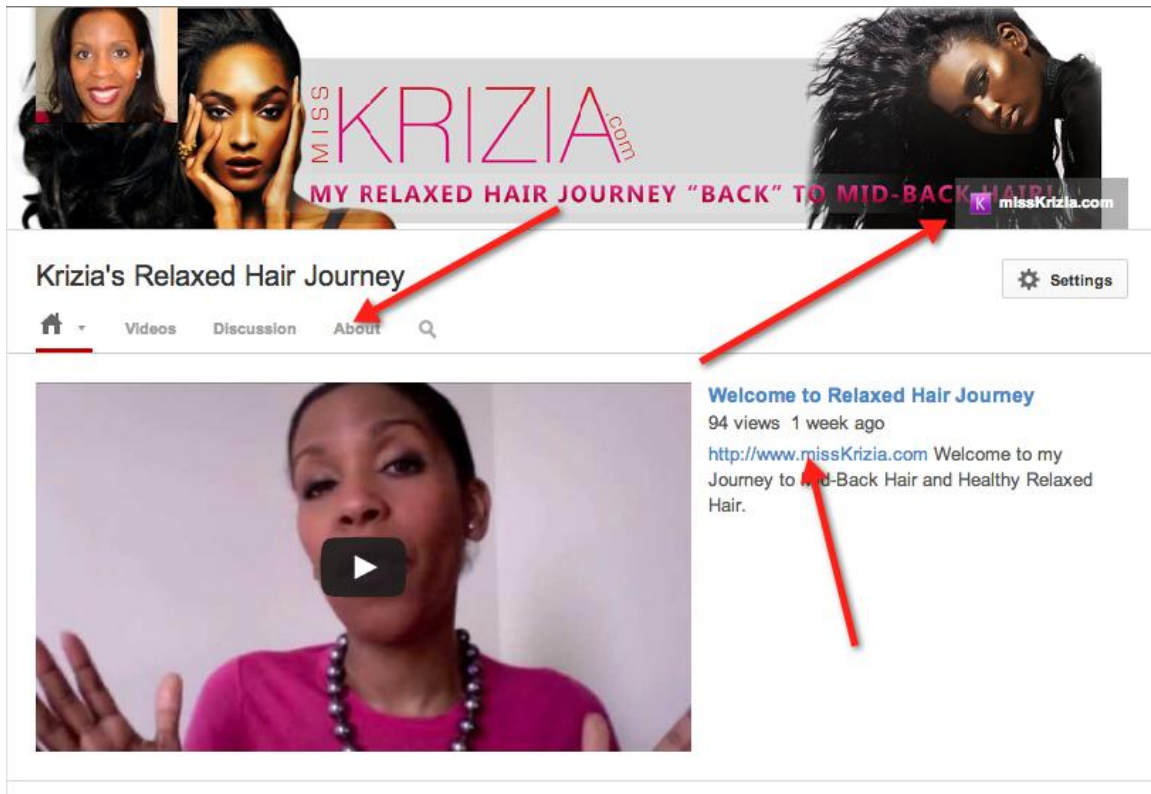 MISS
KRIZIA.com
MY RELAXED HAIR JOURNEY "BACK" TO MID-BACK HAIR!
K missKrizia.com
Krizia's Relaxed Hair Journey
Settings
Videos Discussion About
Welcome to Relaxed Hair Journey
94 views 1 week ago
http://www.missKrizia.com Welcome to my
Journey to Mid-Back Hair and Healthy Relaxed
Hair.